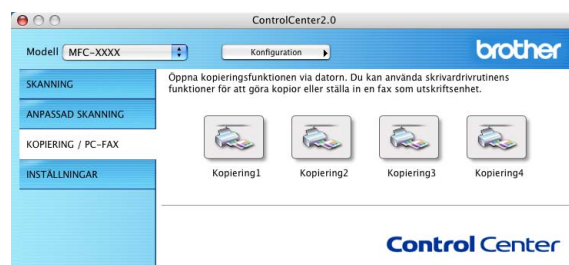 ControlCenter2.0
Modell MFC-XXXX Konfiguration brother
SKANNING
ANPASSAD SKANNING
KOPIERING / PC-FAX
INSTÄLLNINGAR
Öppna kopieringsfunktionen via datorn. Du kan använda skrivardrivrutinens
funktioner för att göra kopior eller ställa in en fax som utskriftsenhet.
Kopiering1 Kopiering2 Kopiering3 Kopiering4
Control Center